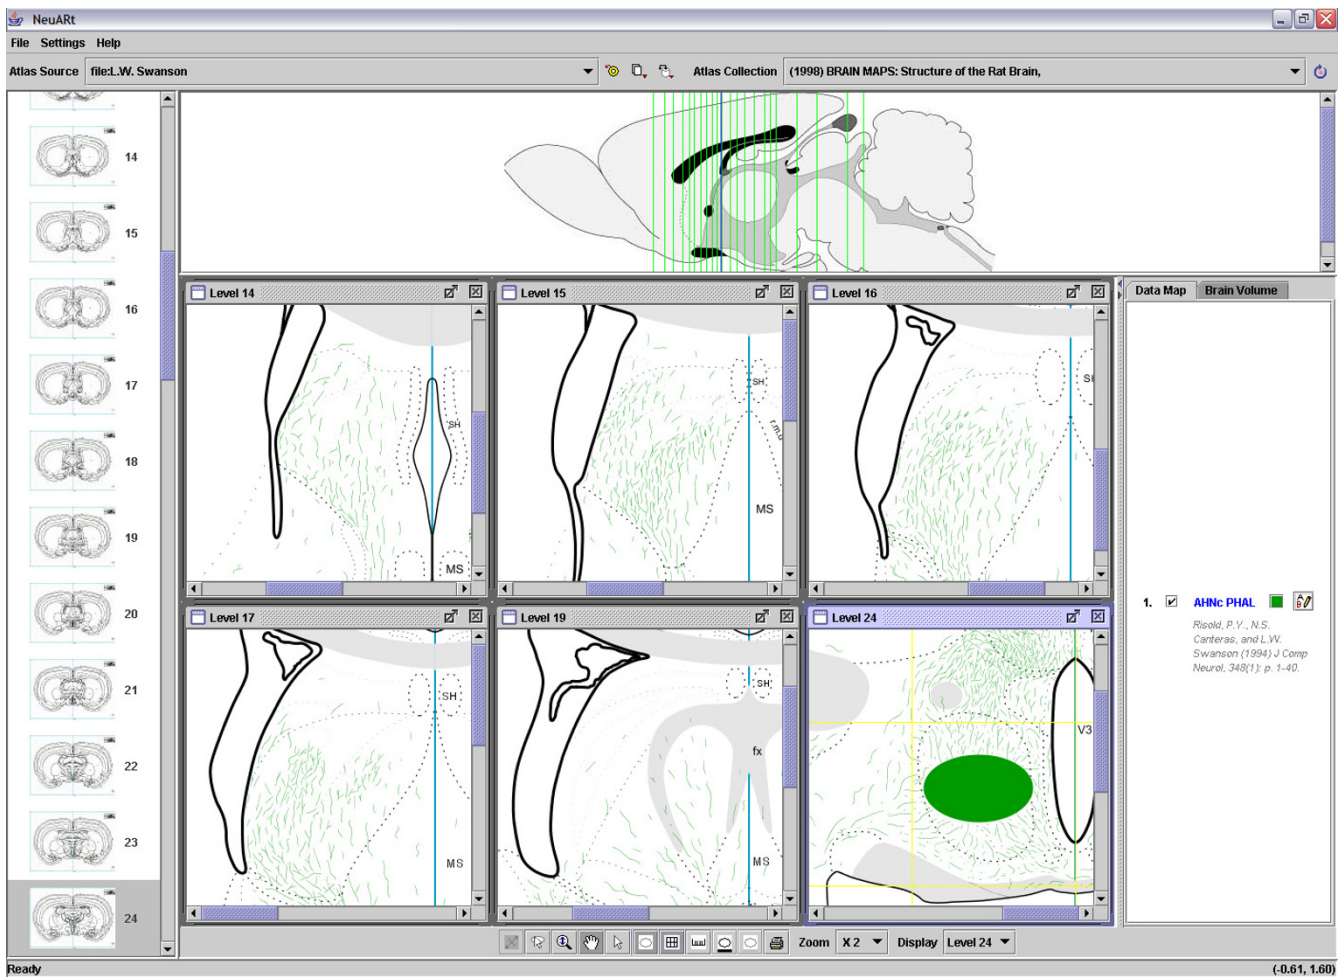 NeuARt
File Settings Help
Atlas Source file:L.W. Swanson Atlas Collection (1998) BRAIN MAPS: Structure of the Rat Brain,
14
15
16
17
18
19
20
21
22
23
24
Level 14
SH
MS
Level 15
SH
r.m.o
MS
Level 16
SH
Level 17
SH
MS
Level 19
SH
fx
MS
Level 24
V3
Data Map Brain Volume
1. AHNc PHAL
Risold, P.Y., N.S.
Canteras, and L.W.
Swanson (1994) J Comp
Neurol, 348(1): p. 1-40.
Zoom X 2 Display Level 24
Ready (-0.61, 1.60)